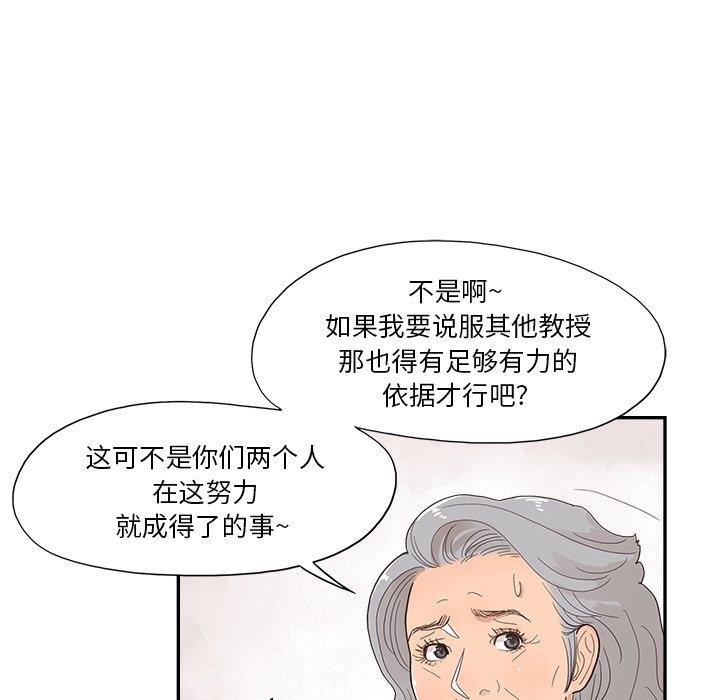 不是啊~
如果我要说服其他教授
那也得有足够有力的
依据才行吧?
这可不是你们两个人
在这努力
就成得了的事~